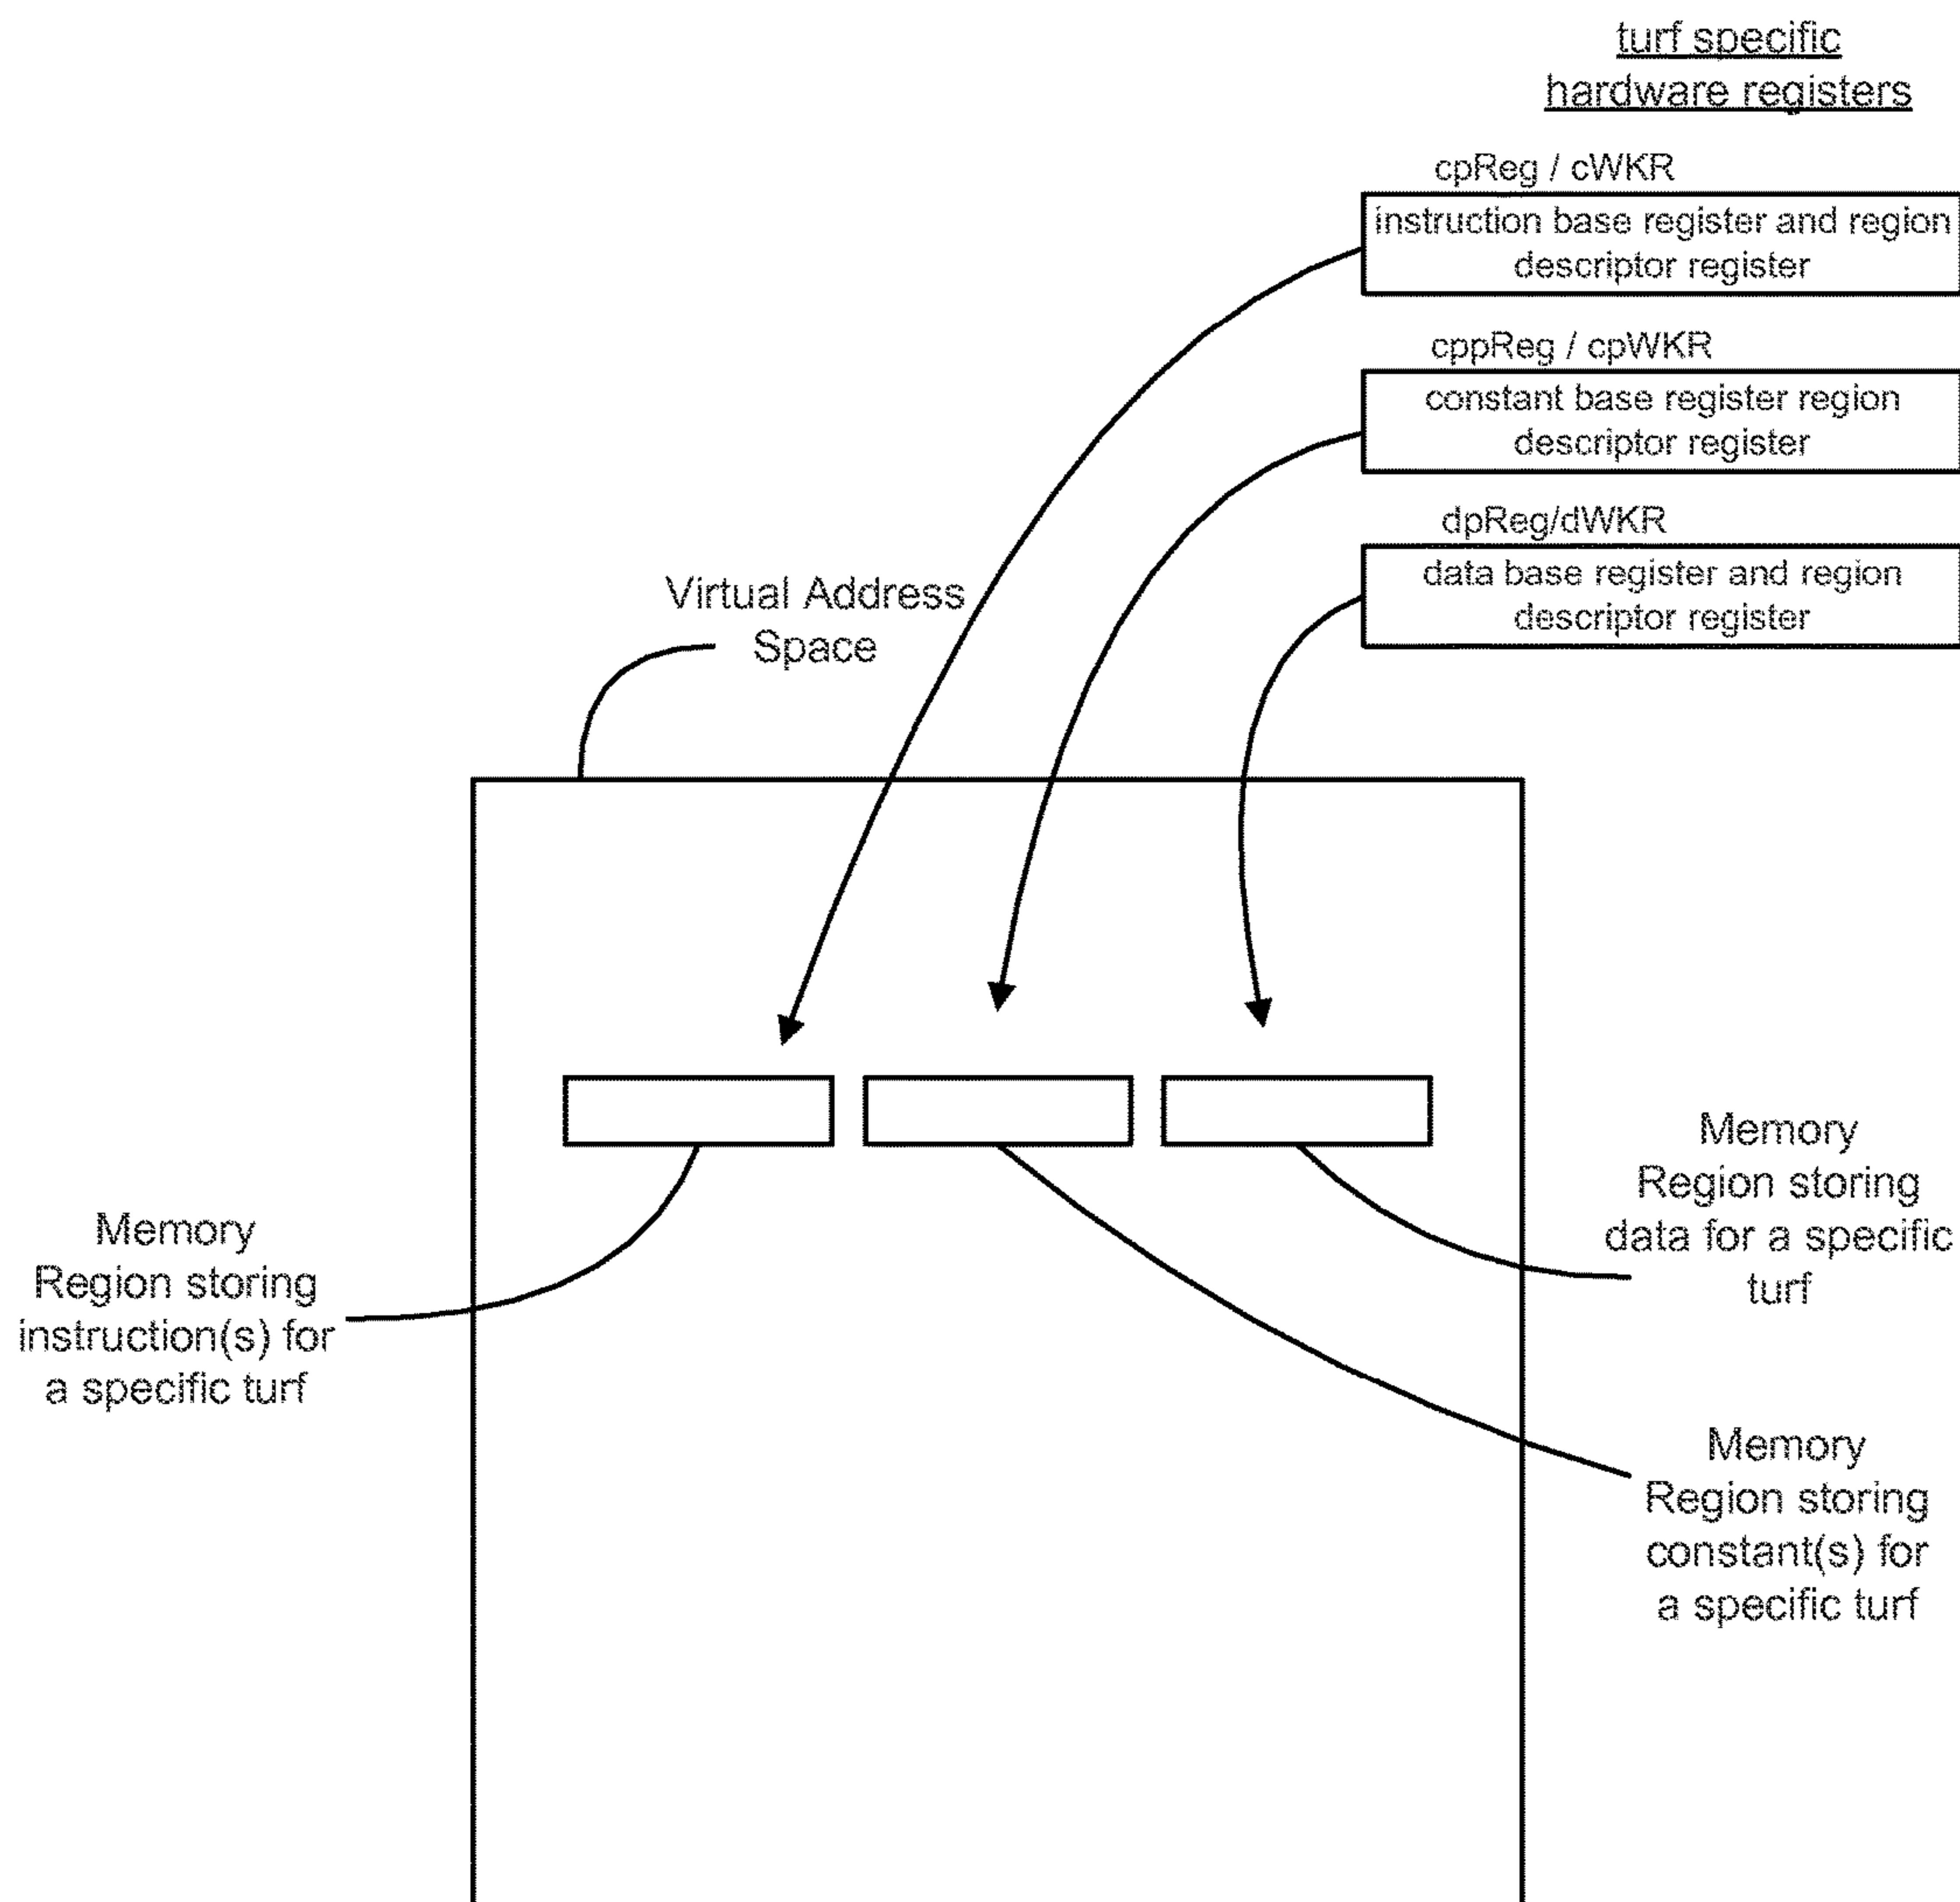 turf specific
hardware registers
cpReg / cWKR
instruction base register and region
descriptor register
cppReg / cpWKR
constant base register region
descriptor register
dpReg/dWKR
data base register and region
descriptor register
Virtual Address
Space
Memory
Region storing
instruction(s) for
a specific turf
Memory
Region storing
data for a specific
turf
Memory
Region storing
constant(s) for
a specific turf